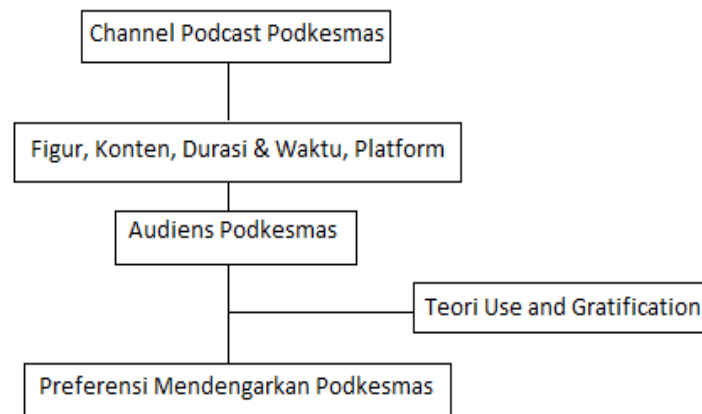 Channel Podcast Podkesmas
Figur, Konten, Durasi & Waktu, Platform
Audiens Podkesmas
Teori Use and Gratification
Preferensi Mendengarkan Podkesmas